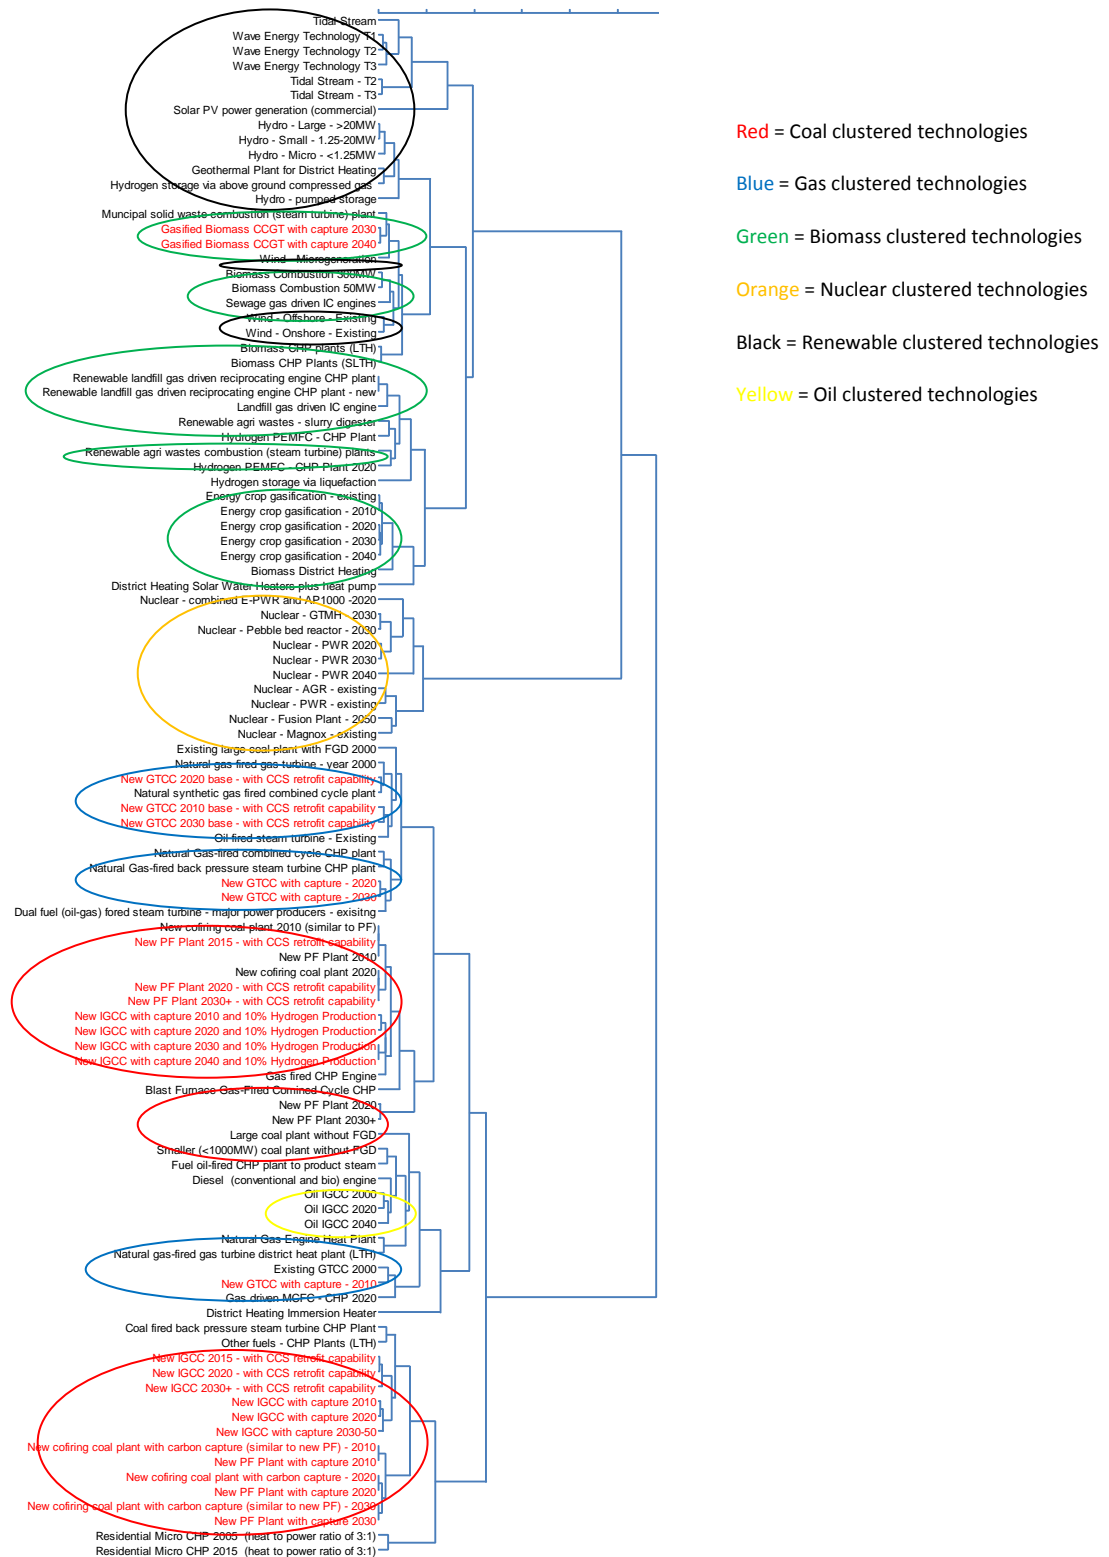 Tidal Stream
Wave Energy Technology T1
Wave Energy Technology T2
Wave Energy Technology T3
Tidal Stream - T2
Tidal Stream - T3
Solar PV power generation (commercial)
Hydro - Large - >20MW
Hydro - Small - 1.25-20MW
Hydro - Micro - <1.25MW
Geothermal Plant for District Heating
Hydrogen storage via above ground compressed gas
Hydro - pumped storage
Muncipal solid waste combustion (steam turbine) plant
Gasified Biomass CCGT with capture 2030
Gasified Biomass CCGT with capture 2040
Wind - Microgeneration
Biomass Combustion 300MW
Biomass Combustion 50MW
Sewage gas driven IC engines
Wind - Offshore - Existing
Wind - Onshore - Existing
Biomass CHP plants (LTH)
Biomass CHP Plants (SLTH)
Renewable landfill gas driven reciprocating engine CHP plant
Renewable landfill gas driven reciprocating engine CHP plant - new
Landfill gas driven IC engine
Renewable agri wastes - slurry digester
Hydrogen PEMFC - CHP Plant
Renewable agri wastes combustion (steam turbine) plants
Hydrogen PEMFC - CHP Plant 2020
Hydrogen storage via liquefaction
Energy crop gasification - existing
Energy crop gasification - 2010
Energy crop gasification - 2020
Energy crop gasification - 2030
Energy crop gasification - 2040
Biomass District Heating
District Heating Solar Water Heaters plus heat pump
Nuclear - combined E-PWR and AP1000 -2020
Nuclear - GTMH - 2030
Nuclear - Pebble bed reactor - 2030
Nuclear - PWR 2020
Nuclear - PWR 2030
Nuclear - PWR 2040
Nuclear - AGR - existing
Nuclear - PWR - existing
Nuclear - Fusion Plant - 2050
Nuclear - Magnox - existing
Existing large coal plant with FGD 2000
Natural gas-fired gas-turbine - year 2000
New GTCC 2020 base - with CCS retrofit capability
Natural synthetic gas fired combined cycle plant
New GTCC 2010 base - with CCS retrofit capability
New GTCC 2030 base - with CCS retrofit capability
Oil fired steam turbine - Existing
Natural Gas-fired combined cycle CHP plant
Natural Gas-fired back pressure steam turbine CHP plant
New GTCC with capture - 2020
New GTCC with capture - 2030
Dual fuel (oil-gas) fored steam turbine - major power producers - exisitng
New cofiring coal plant 2010 (similar to PF)
New PF Plant 2015 - with CCS retrofit capability
New PF Plant 2010
New cofiring coal plant 2020
New PF Plant 2020 - with CCS retrofit capability
New PF Plant 2030+ - with CCS retrofit capability
New IGCC with capture 2010 and 10% Hydrogen Production
New IGCC with capture 2020 and 10% Hydrogen Production
New IGCC with capture 2030 and 10% Hydrogen Production
New IGCC with capture 2040 and 10% Hydrogen Production
Gas fired CHP Engine
Blast Furnace Gas-Fired Comined Cycle CHP
New PF Plant 2020
New PF Plant 2030+
Large coal plant without FGD
Smaller (<1000MW) coal plant without FGD
Fuel oil-fired CHP plant to product steam
Diesel (conventional and bio) engine
Oil IGCC 2000
Oil IGCC 2020
Oil IGCC 2040
Natural Gas Engine Heat Plant
Natural gas-fired gas turbine district heat plant (LTH)
Existing GTCC 2000
New GTCC with capture - 2010
Gas driven MCFC - CHP 2020
District Heating Immersion Heater
Coal fired back pressure steam turbine CHP Plant
Other fuels - CHP Plants (LTH)
New IGCC 2015 - with CCS retrofit capability
New IGCC 2020 - with CCS retrofit capability
New IGCC 2030+ - with CCS retrofit capability
New IGCC with capture 2010
New IGCC with capture 2020
New IGCC with capture 2030-50
New cofiring coal plant with carbon capture (similar to new PF) - 2010
New PF Plant with capture 2010
New cofiring coal plant with carbon capture - 2020
New PF Plant with capture 2020
New cofiring coal plant with carbon capture (similar to new PF) - 2030
New PF Plant with capture 2030
Residential Micro CHP 2005 (heat to power ratio of 3:1)
Residential Micro CHP 2015 (heat to power ratio of 3:1)
Red = Coal clustered technologies
Blue = Gas clustered technologies
Green = Biomass clustered technologies
Orange = Nuclear clustered technologies
Black = Renewable clustered technologies
Yellow = Oil clustered technologies